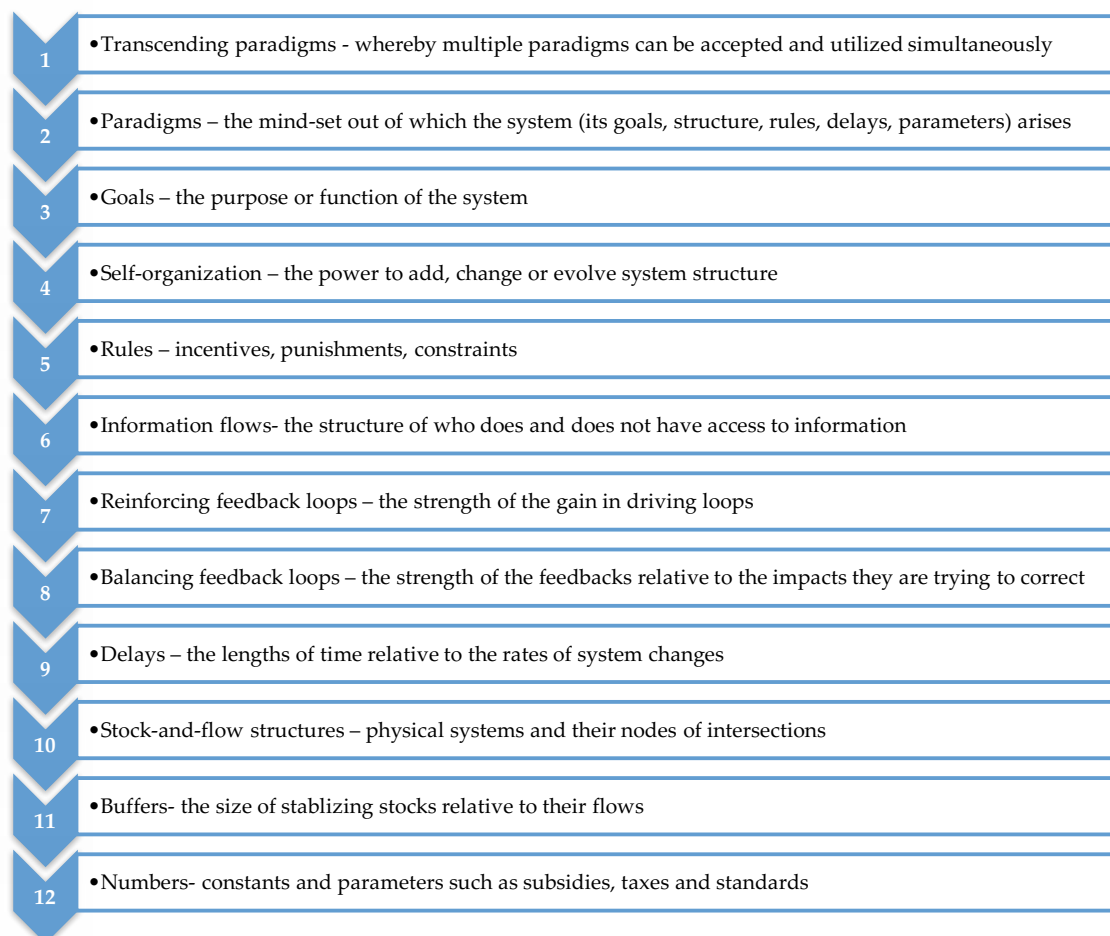 1
•Transcending paradigms - whereby multiple paradigms can be accepted and utilized simultaneously
2
•Paradigms – the mind-set out of which the system (its goals, structure, rules, delays, parameters) arises
3
•Goals – the purpose or function of the system
4
•Self-organization – the power to add, change or evolve system structure
5
•Rules – incentives, punishments, constraints
6
•Information flows- the structure of who does and does not have access to information
7
•Reinforcing feedback loops – the strength of the gain in driving loops
8
•Balancing feedback loops – the strength of the feedbacks relative to the impacts they are trying to correct
9
•Delays – the lengths of time relative to the rates of system changes
10
•Stock-and-flow structures – physical systems and their nodes of intersections
11
•Buffers- the size of stablizing stocks relative to their flows
12
•Numbers- constants and parameters such as subsidies, taxes and standards